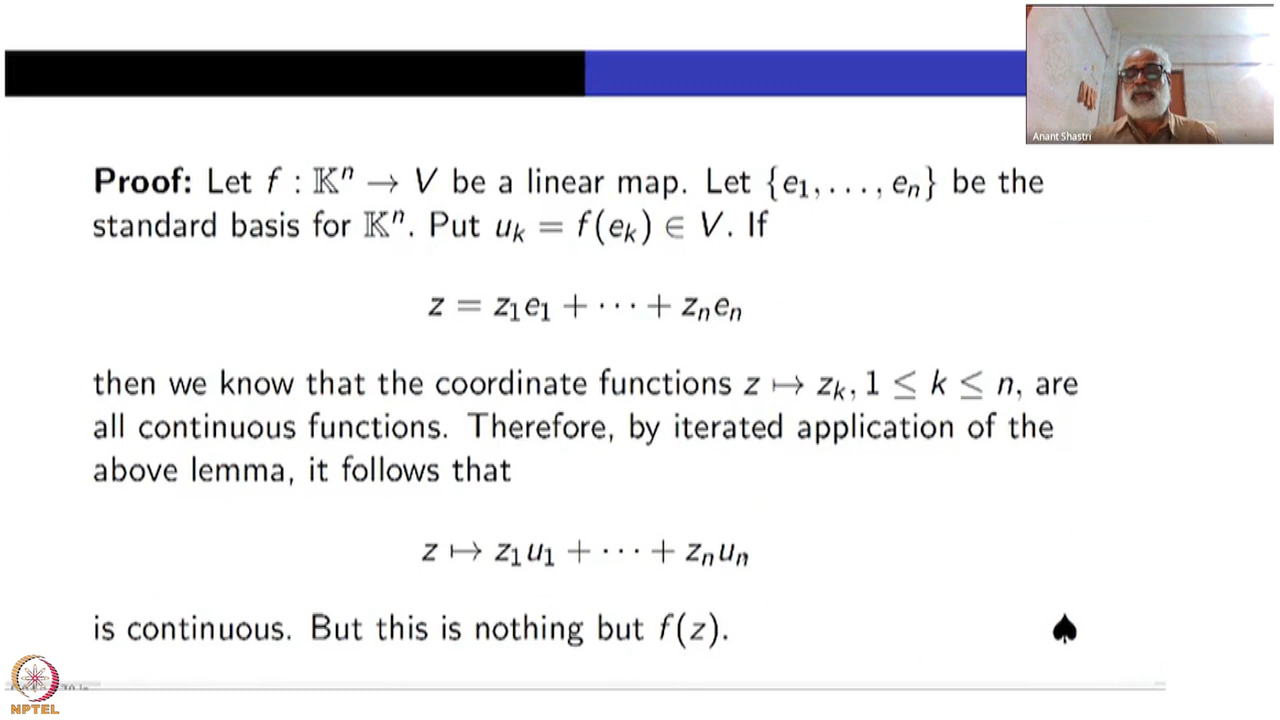 Anant Shastri
Proof: Let f : 𝕂ⁿ → V be a linear map. Let {e₁, . . . , eₙ} be the
standard basis for 𝕂ⁿ. Put uₖ = f(eₖ) ∈ V. If
z = z₁e₁ + · · · + zₙeₙ
then we know that the coordinate functions z ↦ zₖ, 1 ≤ k ≤ n, are
all continuous functions. Therefore, by iterated application of the
above lemma, it follows that
z ↦ z₁u₁ + · · · + zₙuₙ
is continuous. But this is nothing but f(z). ♠
NPTEL